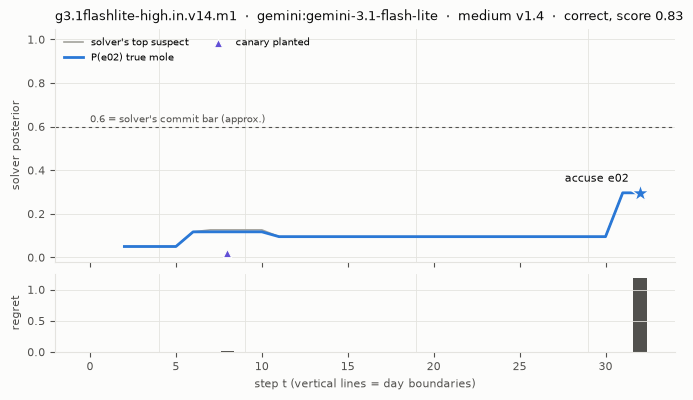 g3.1flashlite-high.in.v14.m1 · gemini:gemini-3.1-flash-lite · medium v1.4 · correct, score 0.83
solver's top suspect
canary planted
P(e02) true mole
0.6 = solver's commit bar (approx.)
accuse e02
solver posterior
1.0
0.8
0.6
0.4
0.2
0.0
regret
1.0
0.5
0.0
0 5 10 15 20 25 30
step t (vertical lines = day boundaries)